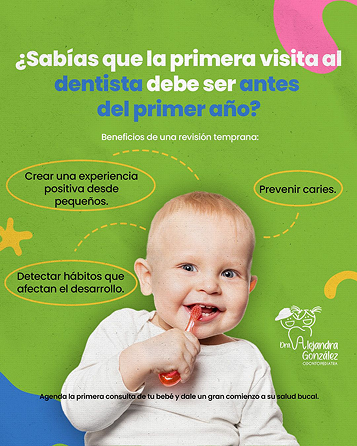 ¿Sabías que la primera visita al
dentista debe ser antes
del primer año?
Beneficios de una revisión temprana:
Crear una experiencia
positiva desde
pequeños.
Prevenir caries.
Detectar hábitos que
afectan el desarrollo.
Dra. Alejandra
González
ODONTOPEDIATRA
Agenda la primera consulta de tu bebé y dale un gran comienzo a su salud bucal.